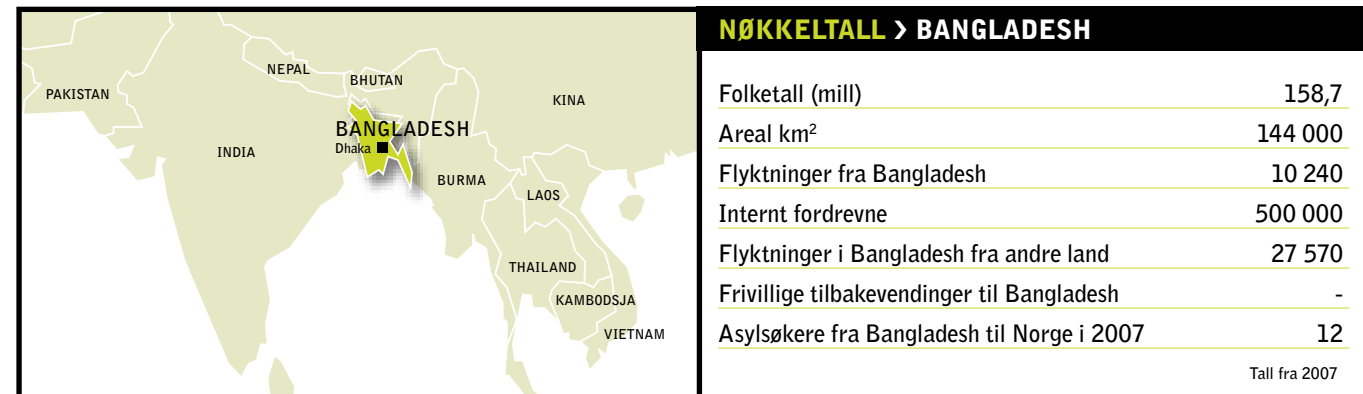 PAKISTAN
NEPAL
BHUTAN
KINA
BANGLADESH
Dhaka
INDIA
BURMA
LAOS
THAILAND
KAMBODSJA
VIETNAM
NØKKELTALL › BANGLADESH
Folketall (mill) 158,7
Areal km² 144 000
Flyktninger fra Bangladesh 10 240
Internt fordrevne 500 000
Flyktninger i Bangladesh fra andre land 27 570
Frivillige tilbakevendinger til Bangladesh -
Asylsøkere fra Bangladesh til Norge i 2007 12
Tall fra 2007